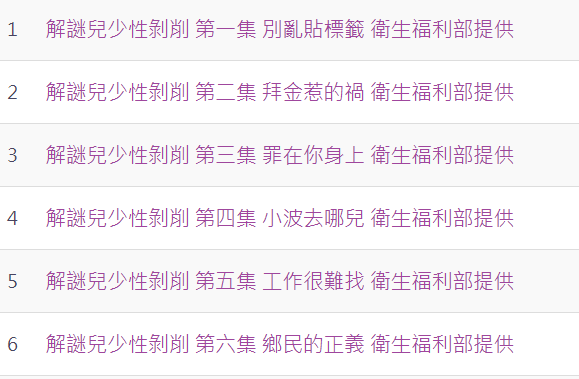 1 解謎兒少性剝削 第一集 別亂貼標籤 衛生福利部提供
2 解謎兒少性剝削 第二集 拜金惹的禍 衛生福利部提供
3 解謎兒少性剝削 第三集 罪在你身上 衛生福利部提供
4 解謎兒少性剝削 第四集 小波去哪兒 衛生福利部提供
5 解謎兒少性剝削 第五集 工作很難找 衛生福利部提供
6 解謎兒少性剝削 第六集 鄉民的正義 衛生福利部提供